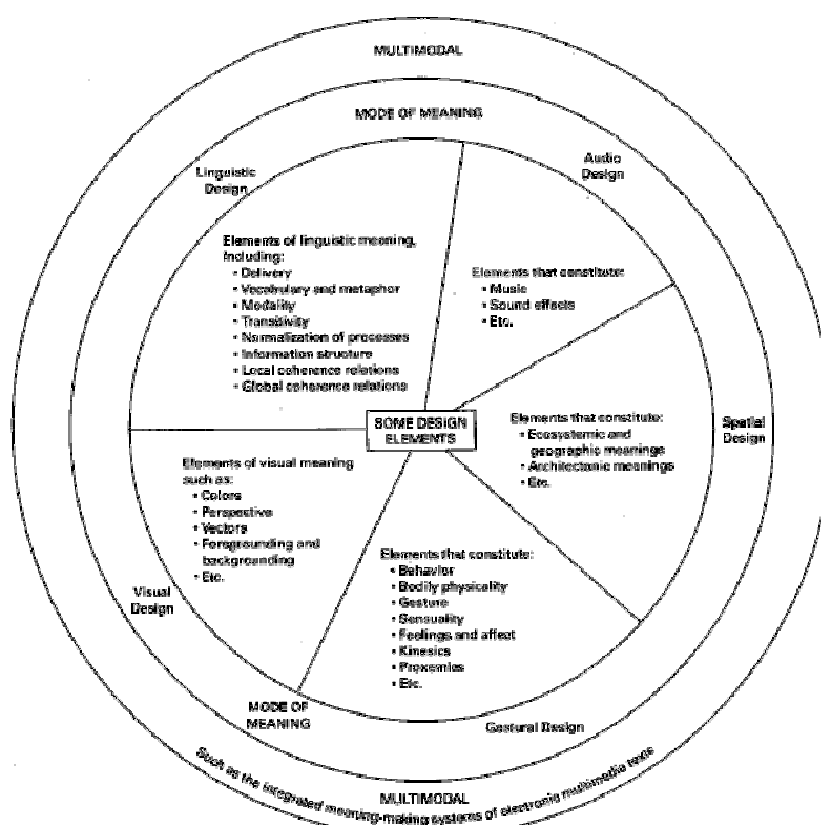 MULTIMODAL
MODE OF MEANING
Linguistic
Design
Audio
Design
Elements of linguistic meaning,
including:
• Delivery
• Vocabulary and metaphor
• Modality
• Transitivity
• Normalization of processes
• Information structure
• Local coherence relations
• Global coherence relations
Elements that constitute:
• Music
• Sound effects
• Etc.
SOME DESIGN
ELEMENTS
Elements that constitute:
• Ecosystemic and
geographic meanings
• Architectonic meanings
• Etc.
Spatial
Design
Elements of visual meaning
such as:
• Colors
• Perspective
• Vectors
• Foregrounding and
backgrounding
• Etc.
Visual
Design
Elements that constitute:
• Behavior
• Bodily physicality
• Gesture
• Sensuality
• Feelings and affect
• Kinesics
• Proxemics
• Etc.
MODE OF
MEANING
Gestural Design
MULTIMODAL
Such as the integrated meaning-making systems of electronic multimedia texts